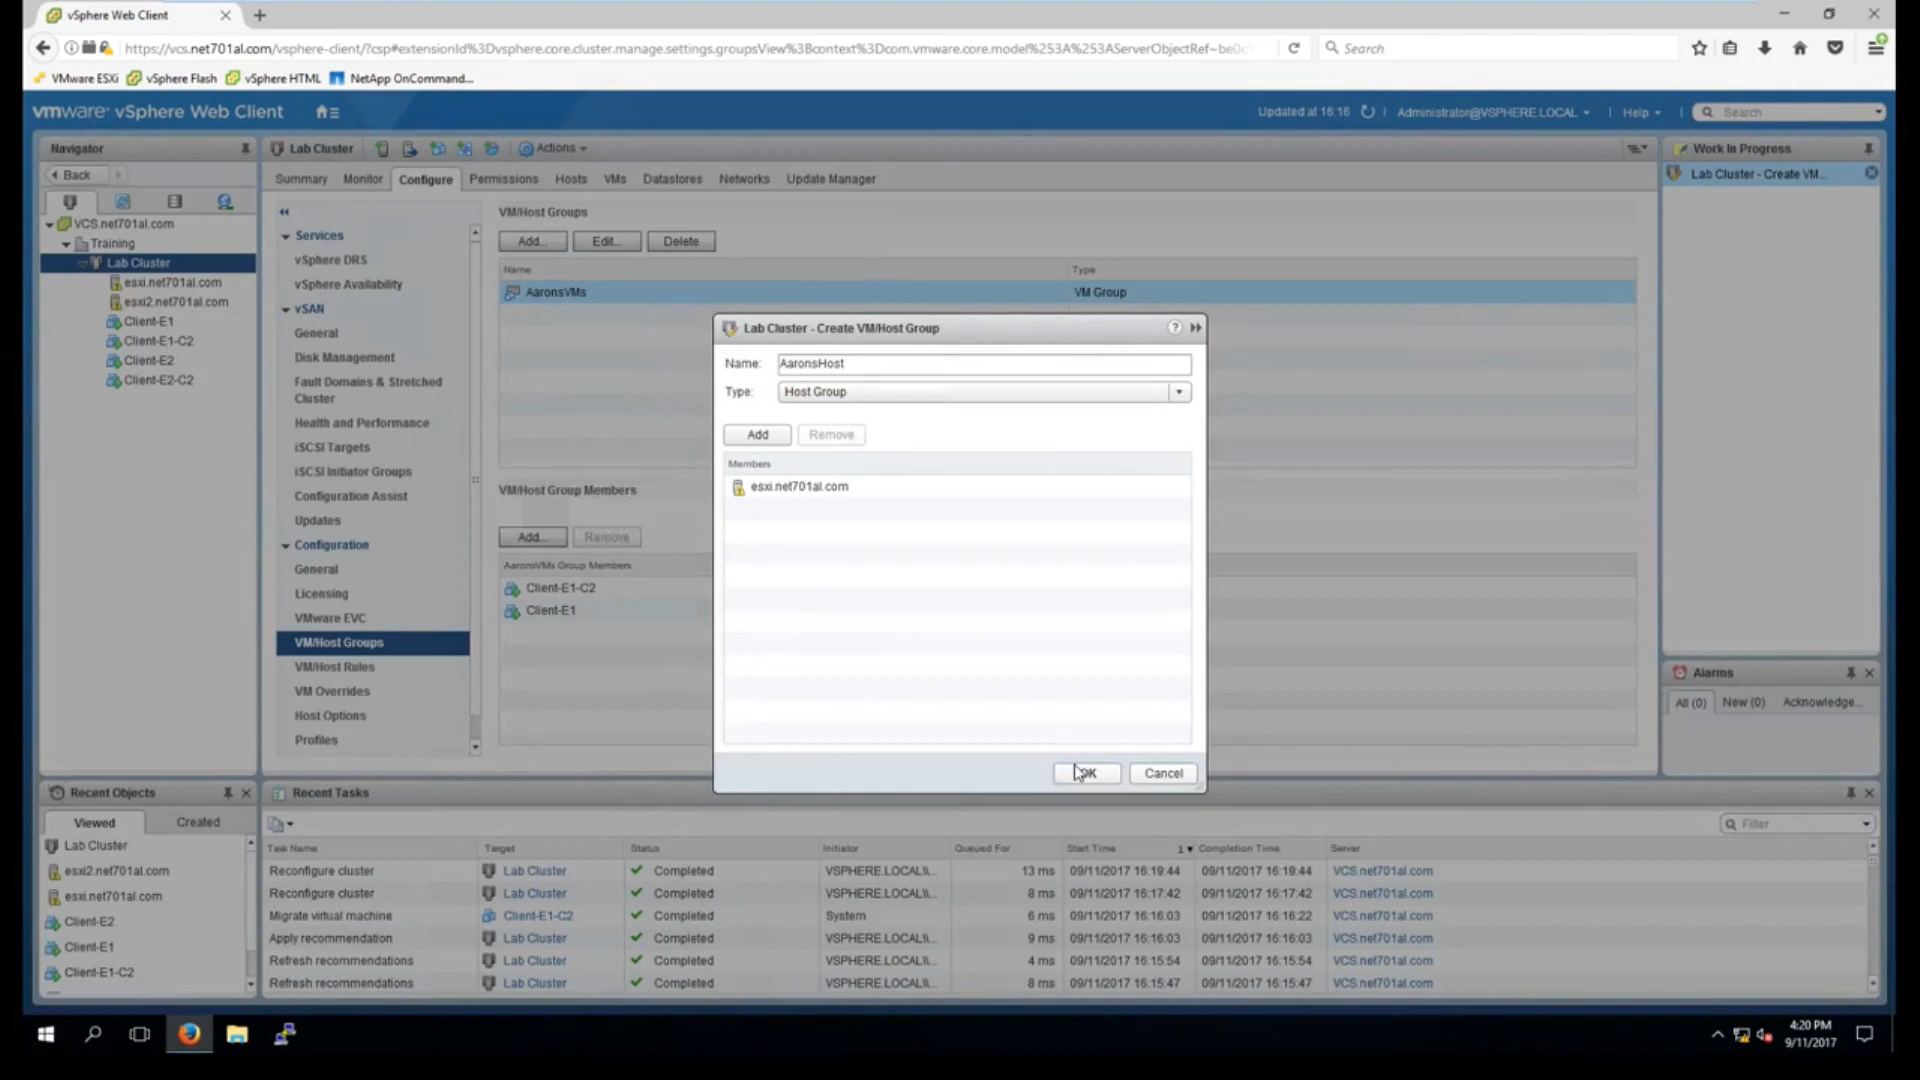 vSphere Web Client
https://vcs.net701al.com/vsphere-client/?csp#extensionId%3Dvsphere.core.cluster.manage.settings.groupsView%3Bcontext%3Dcom.vmware.core.model%253A%253AServerObjectRef~be0c
Search
VMware ESXi vSphere Flash vSphere HTML NetApp OnCommand...
vmware® vSphere Web Client
Updated at 16:16 Administrator@VSPHERE.LOCAL Help Search
Navigator
Back
VCS.net701al.com
Training
Lab Cluster
esxi.net701al.com
esxi2.net701al.com
Client-E1
Client-E1-C2
Client-E2
Client-E2-C2
Lab Cluster Actions
Summary Monitor Configure Permissions Hosts VMs Datastores Networks Update Manager
Services
vSphere DRS
vSphere Availability
vSAN
General
Disk Management
Fault Domains & Stretched
Cluster
Health and Performance
iSCSI Targets
iSCSI Initiator Groups
Configuration Assist
Updates
Configuration
General
Licensing
VMware EVC
VM/Host Groups
VM/Host Rules
VM Overrides
Host Options
Profiles
VM/Host Groups
Add... Edit... Delete
Name Type
AaronsVMs VM Group
VM/Host Group Members
Add... Remove
AaronsVMs Group Members
Client-E1-C2
Client-E1
Lab Cluster - Create VM/Host Group
Name: AaronsHost
Type: Host Group
Add Remove
Members
esxi.net701al.com
OK Cancel
Work In Progress
Lab Cluster - Create VM...
Alarms
All (0) New (0) Acknowledge...
Recent Objects
Viewed Created
Lab Cluster
esxi2.net701al.com
esxi.net701al.com
Client-E2
Client-E1
Client-E1-C2
Recent Tasks
Filter
Task Name Target Status Initiator Queued For Start Time 1 Completion Time Server
Reconfigure cluster Lab Cluster Completed VSPHERE.LOCAL\\... 13 ms 09/11/2017 16:19:44 09/11/2017 16:19:44 VCS.net701al.com
Reconfigure cluster Lab Cluster Completed VSPHERE.LOCAL\\... 8 ms 09/11/2017 16:17:42 09/11/2017 16:17:42 VCS.net701al.com
Migrate virtual machine Client-E1-C2 Completed System 6 ms 09/11/2017 16:16:03 09/11/2017 16:16:22 VCS.net701al.com
Apply recommendation Lab Cluster Completed VSPHERE.LOCAL\\... 9 ms 09/11/2017 16:16:03 09/11/2017 16:16:03 VCS.net701al.com
Refresh recommendations Lab Cluster Completed VSPHERE.LOCAL\\... 4 ms 09/11/2017 16:15:54 09/11/2017 16:15:54 VCS.net701al.com
Refresh recommendations Lab Cluster Completed VSPHERE.LOCAL\\... 8 ms 09/11/2017 16:15:47 09/11/2017 16:15:47 VCS.net701al.com
4:20 PM
9/11/2017